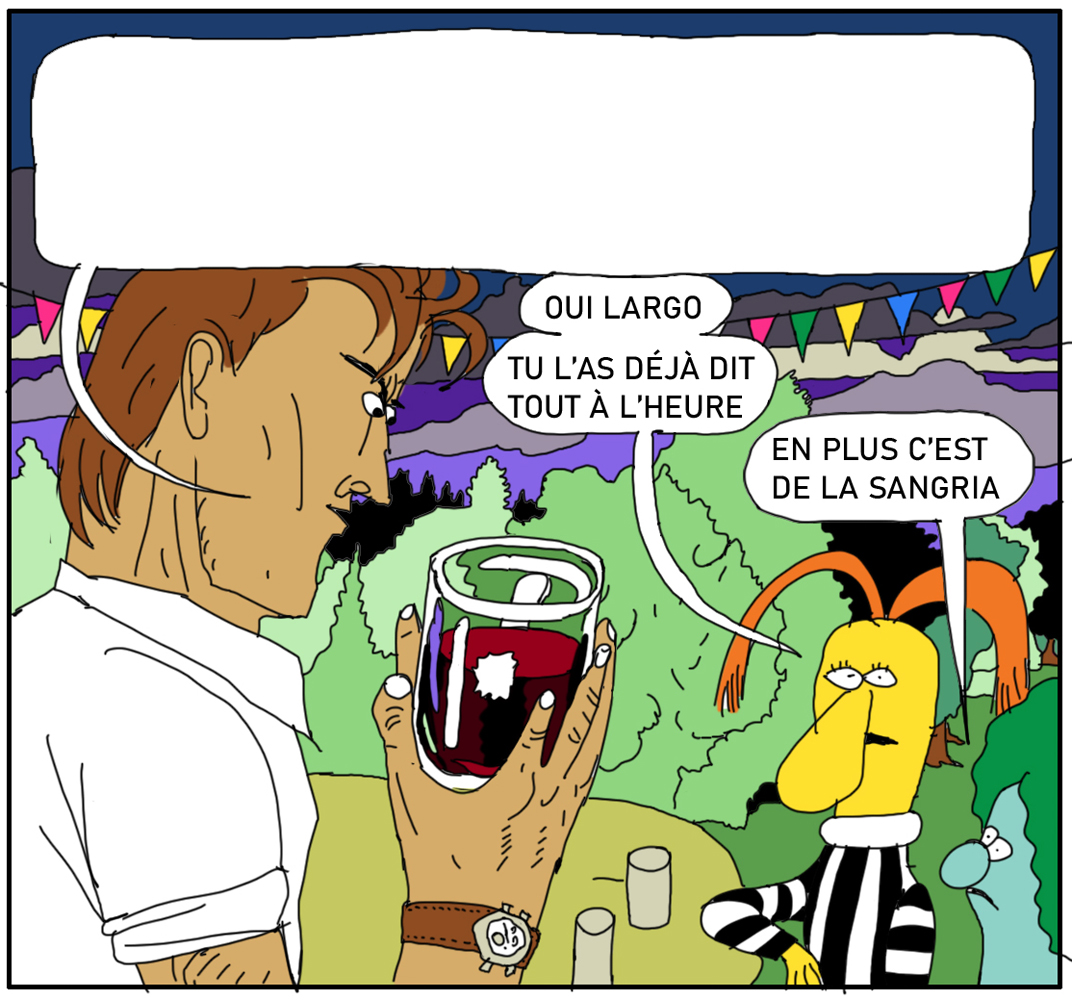 OUI LARGO
TU L'AS DÉJÀ DIT
TOUT À L'HEURE
EN PLUS C'EST
DE LA SANGRIA